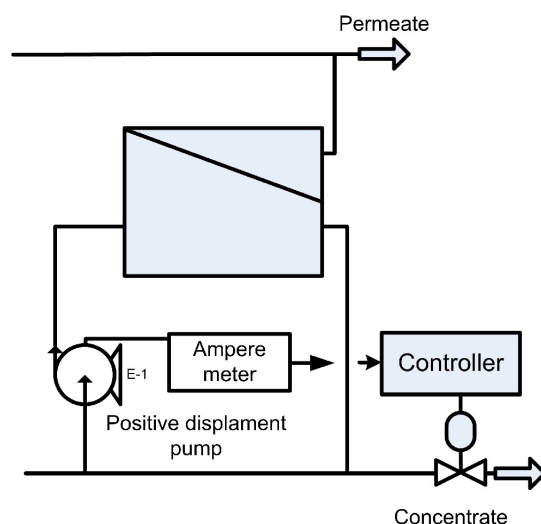 Permeate
Ampere
meter
Controller
E-1
Positive displament
pump
Concentrate